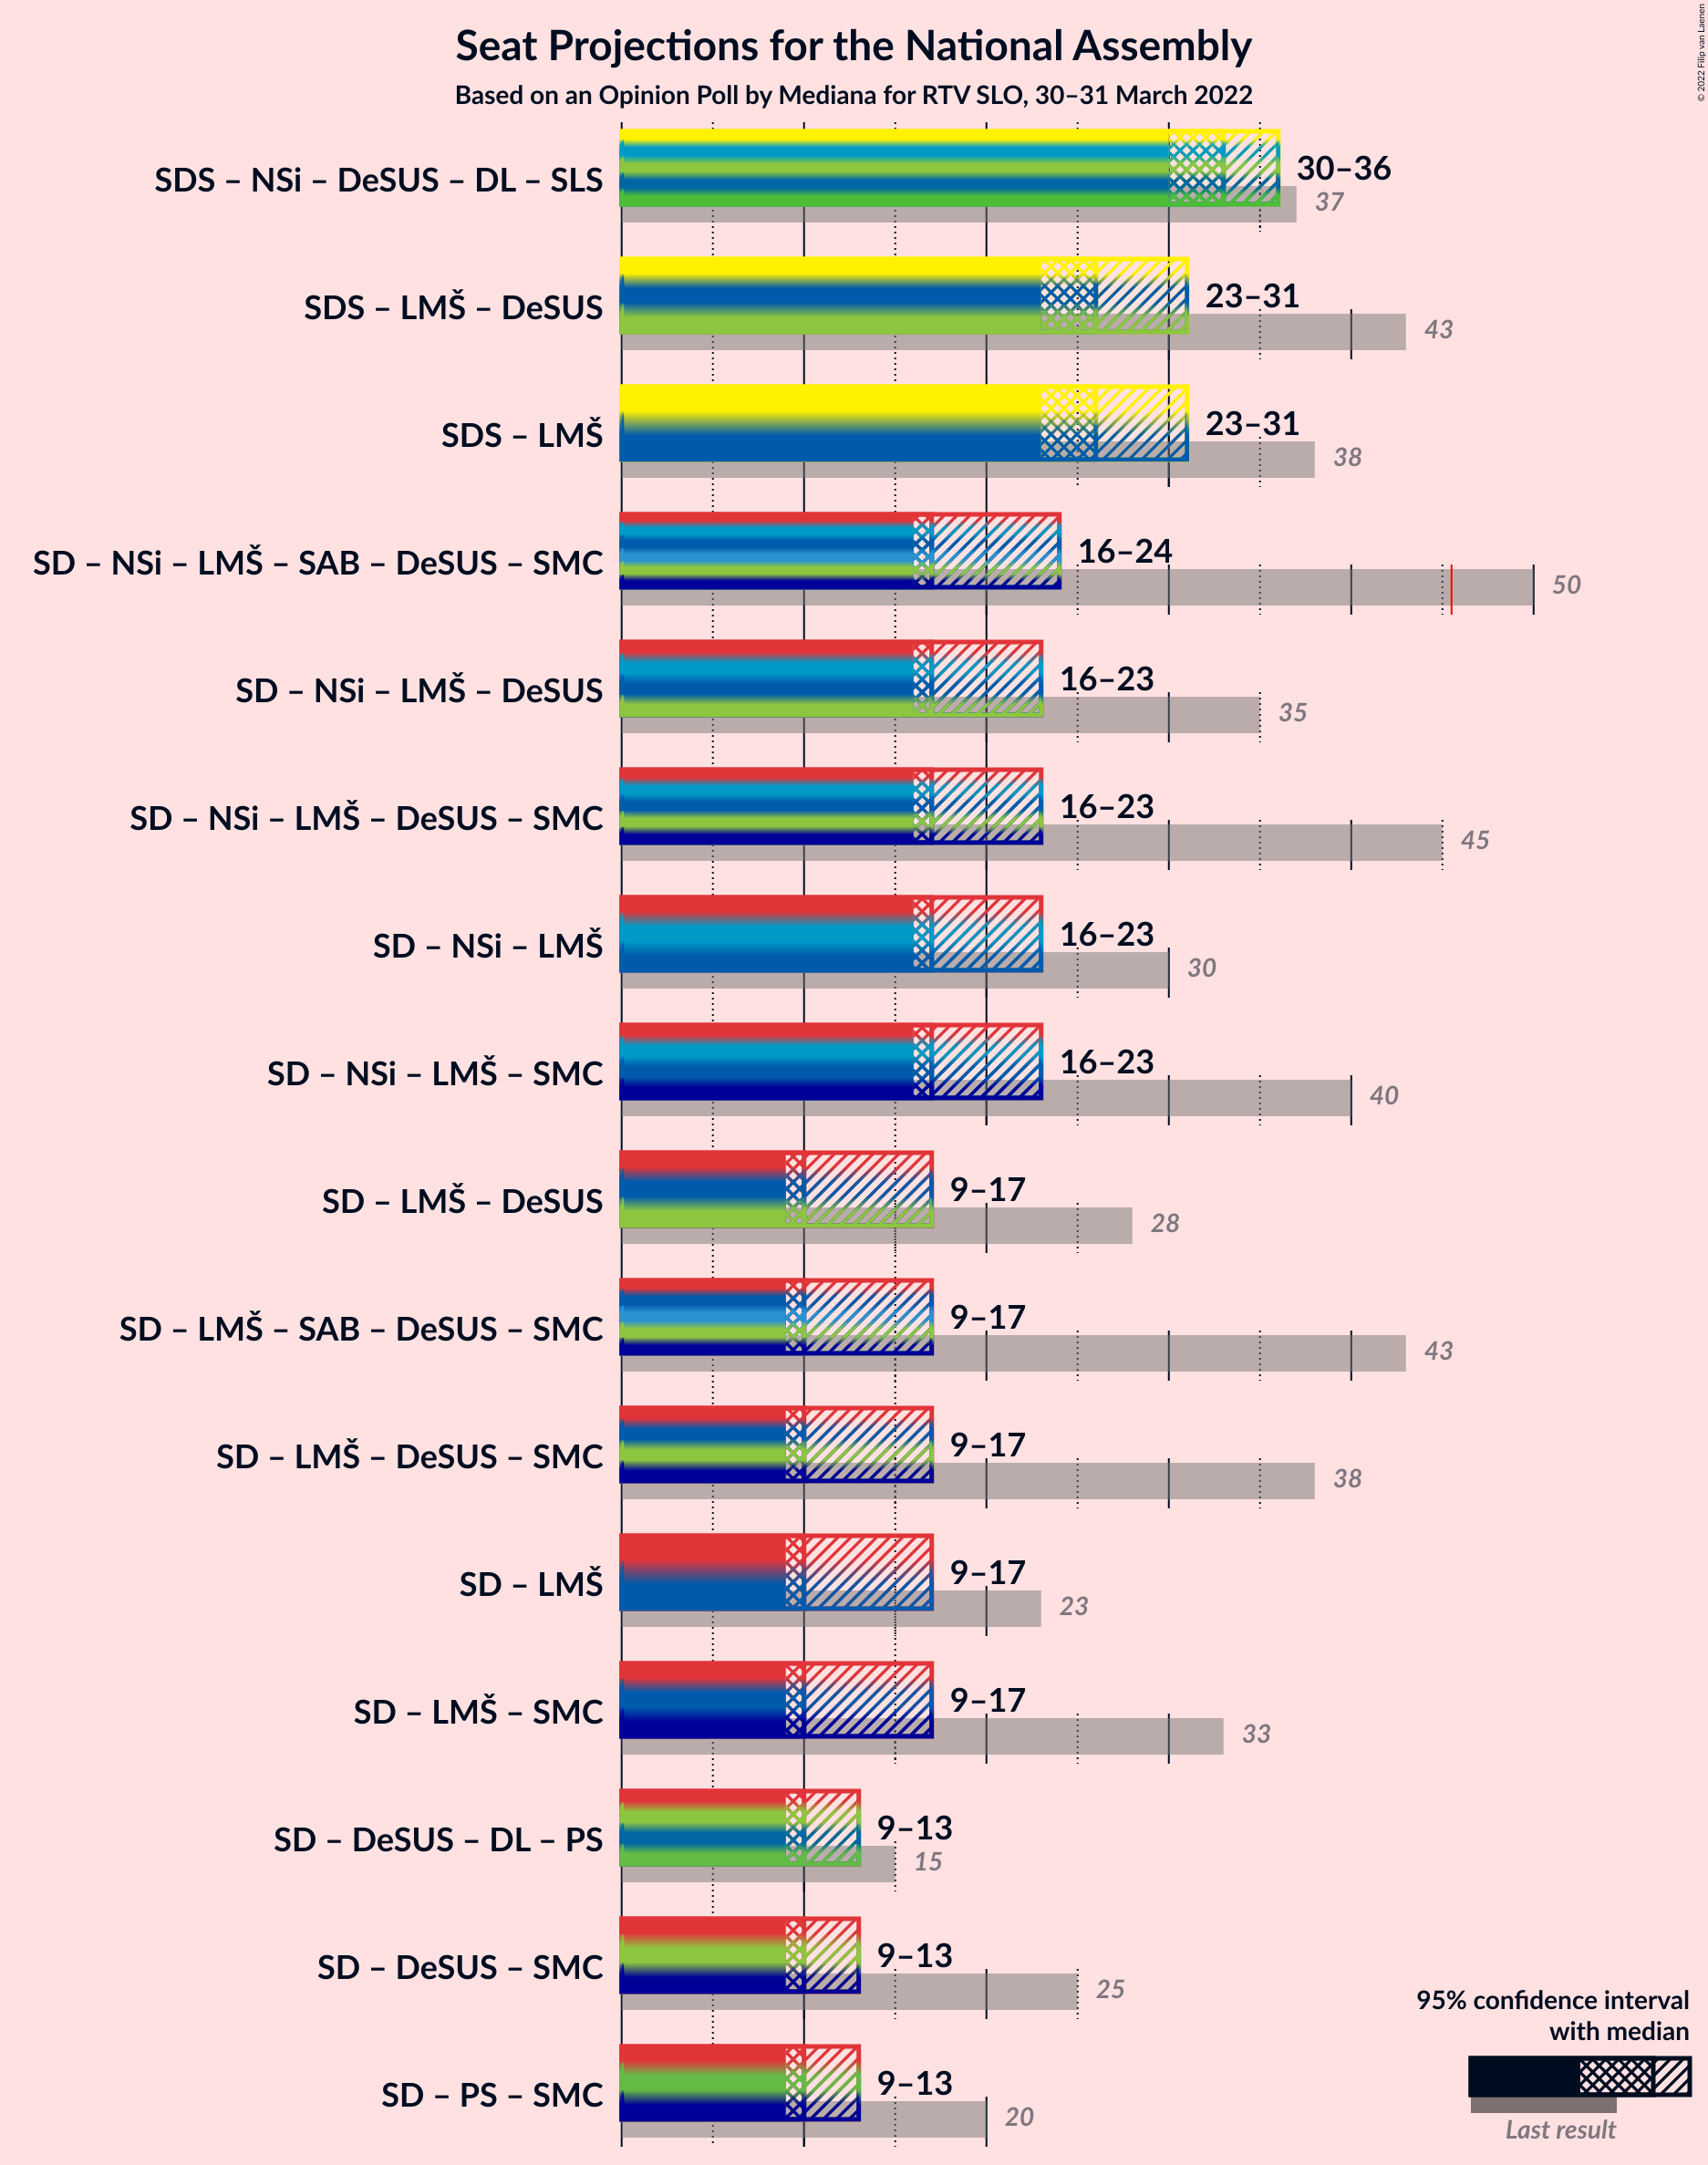 Seat Projections for the National Assembly
Based on an Opinion Poll by Mediana for RTV SLO, 30–31 March 2022
© 2022 Filip van Laenen
SDS – NSi – DeSUS – DL – SLS
30–36
37
SDS – LMŠ – DeSUS
23–31
43
SDS – LMŠ
23–31
38
SD – NSi – LMŠ – SAB – DeSUS – SMC
16–24
50
SD – NSi – LMŠ – DeSUS
16–23
35
SD – NSi – LMŠ – DeSUS – SMC
16–23
45
SD – NSi – LMŠ
16–23
30
SD – NSi – LMŠ – SMC
16–23
40
SD – LMŠ – DeSUS
9–17
28
SD – LMŠ – SAB – DeSUS – SMC
9–17
43
SD – LMŠ – DeSUS – SMC
9–17
38
SD – LMŠ
9–17
23
SD – LMŠ – SMC
9–17
33
SD – DeSUS – DL – PS
9–13
15
SD – DeSUS – SMC
9–13
25
SD – PS – SMC
9–13
20
95% confidence interval
with median
Last result